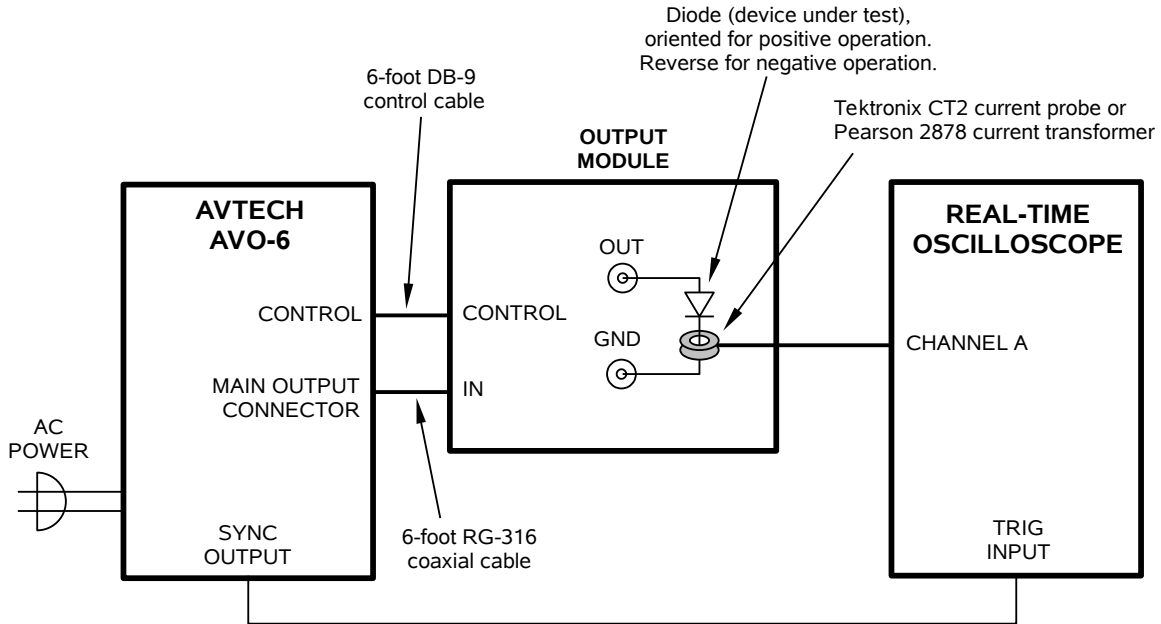 Diode (device under test),
oriented for positive operation.
Reverse for negative operation.
6-foot DB-9
control cable
Tektronix CT2 current probe or
Pearson 2878 current transformer
OUTPUT
MODULE
AVTECH
AVO-6
REAL-TIME
OSCILLOSCOPE
OUT
CONTROL
CONTROL
GND
CHANNEL A
MAIN OUTPUT
CONNECTOR
IN
AC
POWER
6-foot RG-316
coaxial cable
SYNC
OUTPUT
TRIG
INPUT